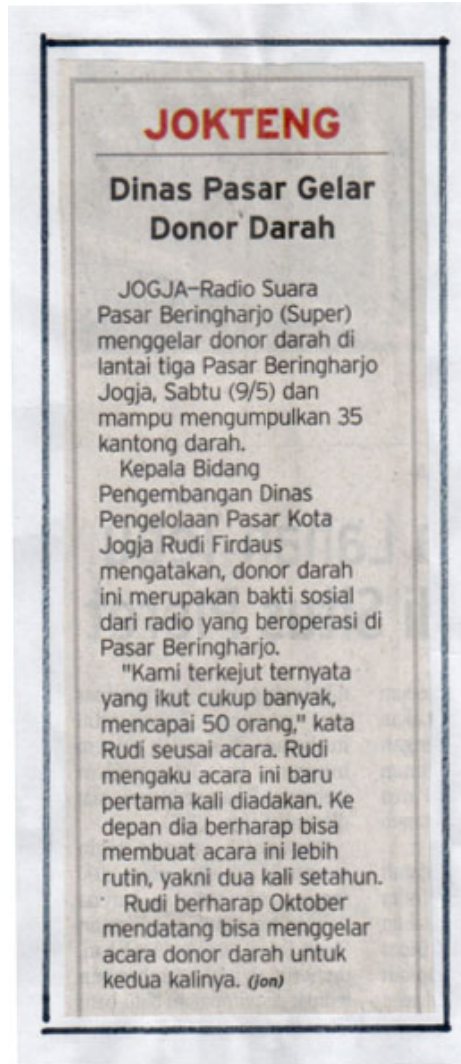 JOKTENG
Dinas Pasar Gelar
Donor Darah
JOGJA—Radio Suara
Pasar Beringharjo (Super)
menggelar donor darah di
lantai tiga Pasar Beringharjo
Jogja, Sabtu (9/5) dan
mampu mengumpulkan 35
kantong darah.
Kepala Bidang
Pengembangan Dinas
Pengelolaan Pasar Kota
Jogja Rudi Firdaus
mengatakan, donor darah
ini merupakan bakti sosial
dari radio yang beroperasi di
Pasar Beringharjo.
"Kami terkejut ternyata
yang ikut cukup banyak,
mencapai 50 orang," kata
Rudi seusai acara. Rudi
mengaku acara ini baru
pertama kali diadakan. Ke
depan dia berharap bisa
membuat acara ini lebih
rutin, yakni dua kali setahun.
Rudi berharap Oktober
mendatang bisa menggelar
acara donor darah untuk
kedua kalinya. (jon)